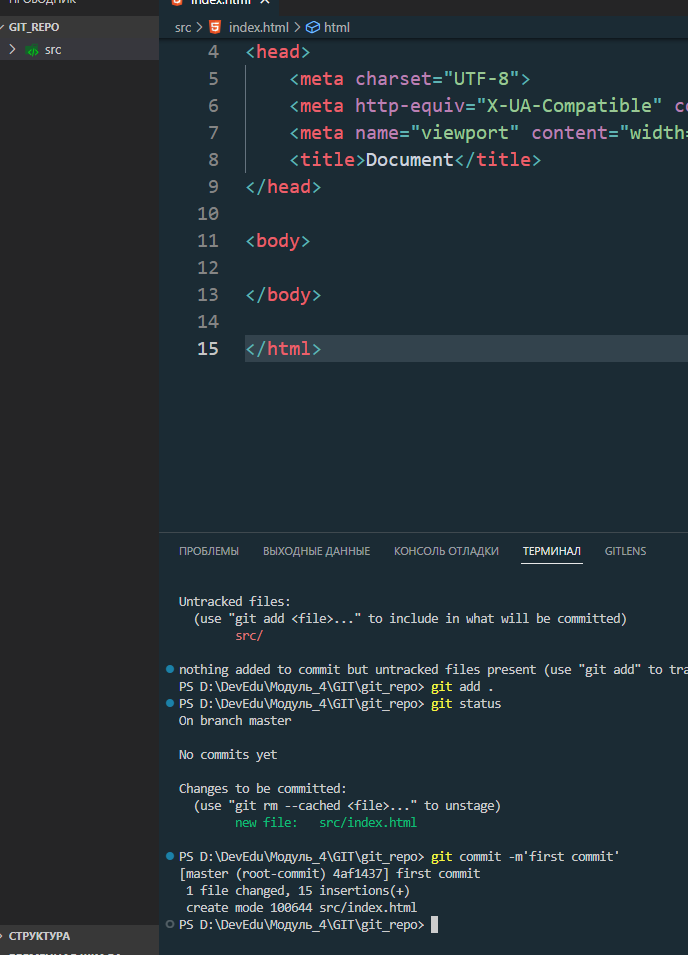 ПРОВОДНИК
index.html
GIT_REPO
src
src > index.html > html
4 <head>
5 <meta charset="UTF-8">
6 <meta http-equiv="X-UA-Compatible"
7 <meta name="viewport" content="width=
8 <title>Document</title>
9 </head>
10
11 <body>
12
13 </body>
14
15 </html>
ПРОБЛЕМЫ ВЫХОДНЫЕ ДАННЫЕ КОНСОЛЬ ОТЛАДКИ ТЕРМИНАЛ GITLENS
Untracked files:
(use "git add <file>..." to include in what will be committed)
src/
nothing added to commit but untracked files present (use "git add" to tra
PS D:\DevEdu\Модуль_4\GIT\git_repo> git add .
PS D:\DevEdu\Модуль_4\GIT\git_repo> git status
On branch master
No commits yet
Changes to be committed:
(use "git rm --cached <file>..." to unstage)
new file: src/index.html
PS D:\DevEdu\Модуль_4\GIT\git_repo> git commit -m'first commit'
[master (root-commit) 4af1437] first commit
1 file changed, 15 insertions(+)
create mode 100644 src/index.html
PS D:\DevEdu\Модуль_4\GIT\git_repo>
СТРУКТУРА